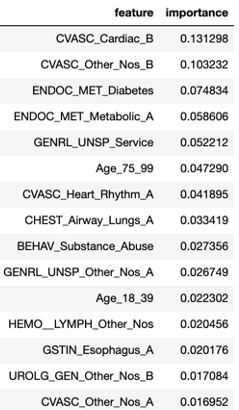 feature importance
CVASC_Cardiac_B 0.131298
CVASC_Other_Nos_B 0.103232
ENDOC_MET_Diabetes 0.074834
ENDOC_MET_Metabolic_A 0.058606
GENRL_UNSP_Service 0.052212
Age_75_99 0.047290
CVASC_Heart_Rhythm_A 0.041895
CHEST_Airway_Lungs_A 0.033419
BEHAV_Substance_Abuse 0.027356
GENRL_UNSP_Other_Nos_A 0.026749
Age_18_39 0.022302
HEMO__LYMPH_Other_Nos 0.020456
GSTIN_Esophagus_A 0.020176
UROLG_GEN_Other_Nos_B 0.017084
CVASC_Other_Nos_A 0.016952